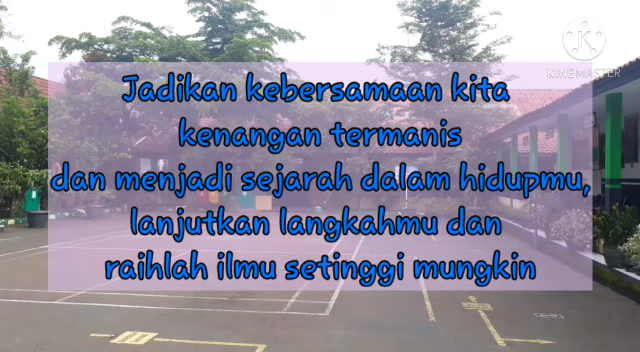 KINEMASTER
Jadikan kebersamaan kita
kenangan termanis
dan menjadi sejarah dalam hidupmu,
lanjutkan langkahmu dan
raihlah ilmu setinggi mungkin